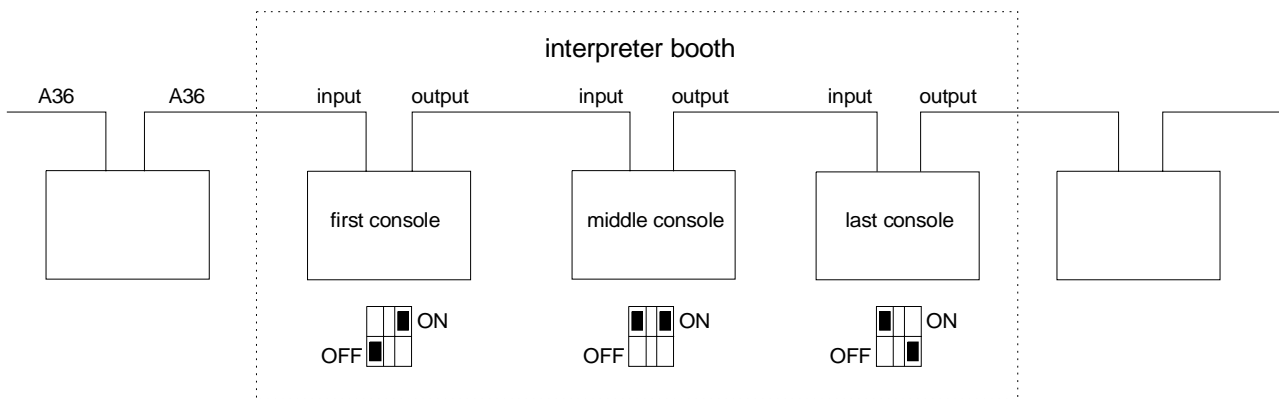 interpreter booth
A36 A36 input output input output input output
first console middle console last console
ON ON ON
OFF OFF OFF